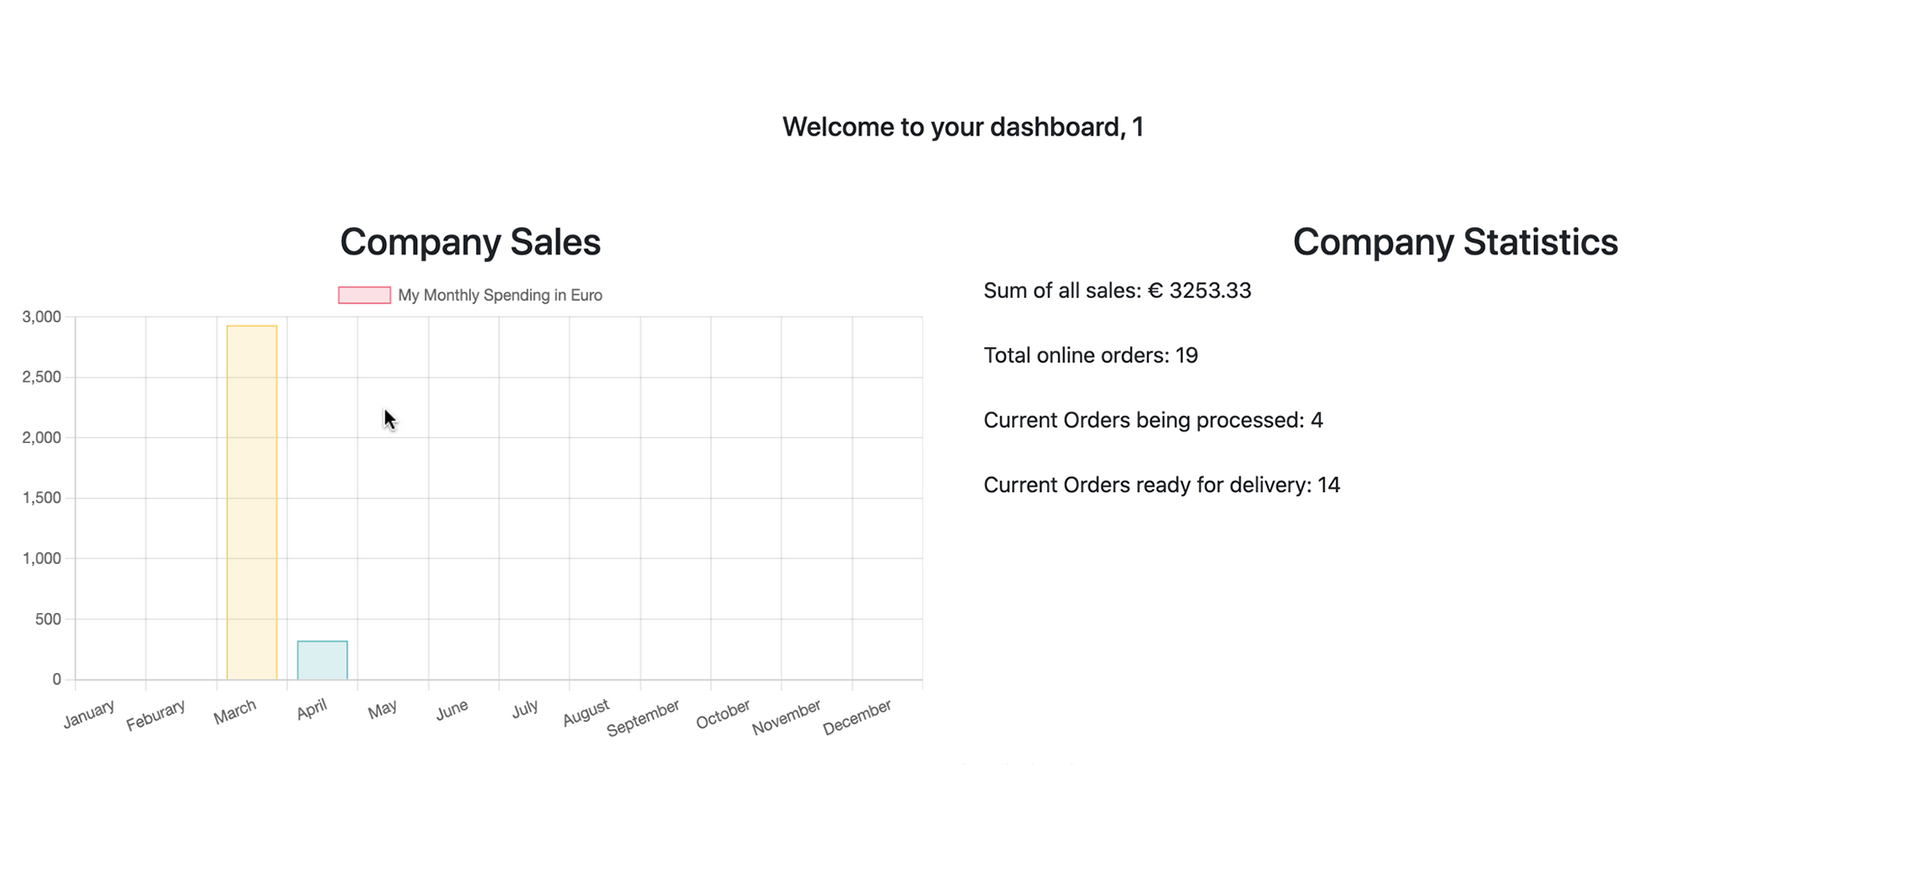 Welcome to your dashboard, 1
Company Sales
My Monthly Spending in Euro
3,000
2,500
2,000
1,500
1,000
500
0
January
Feburary
March
April
May
June
July
August
September
October
November
December
Company Statistics
Sum of all sales: € 3253.33
Total online orders: 19
Current Orders being processed: 4
Current Orders ready for delivery: 14